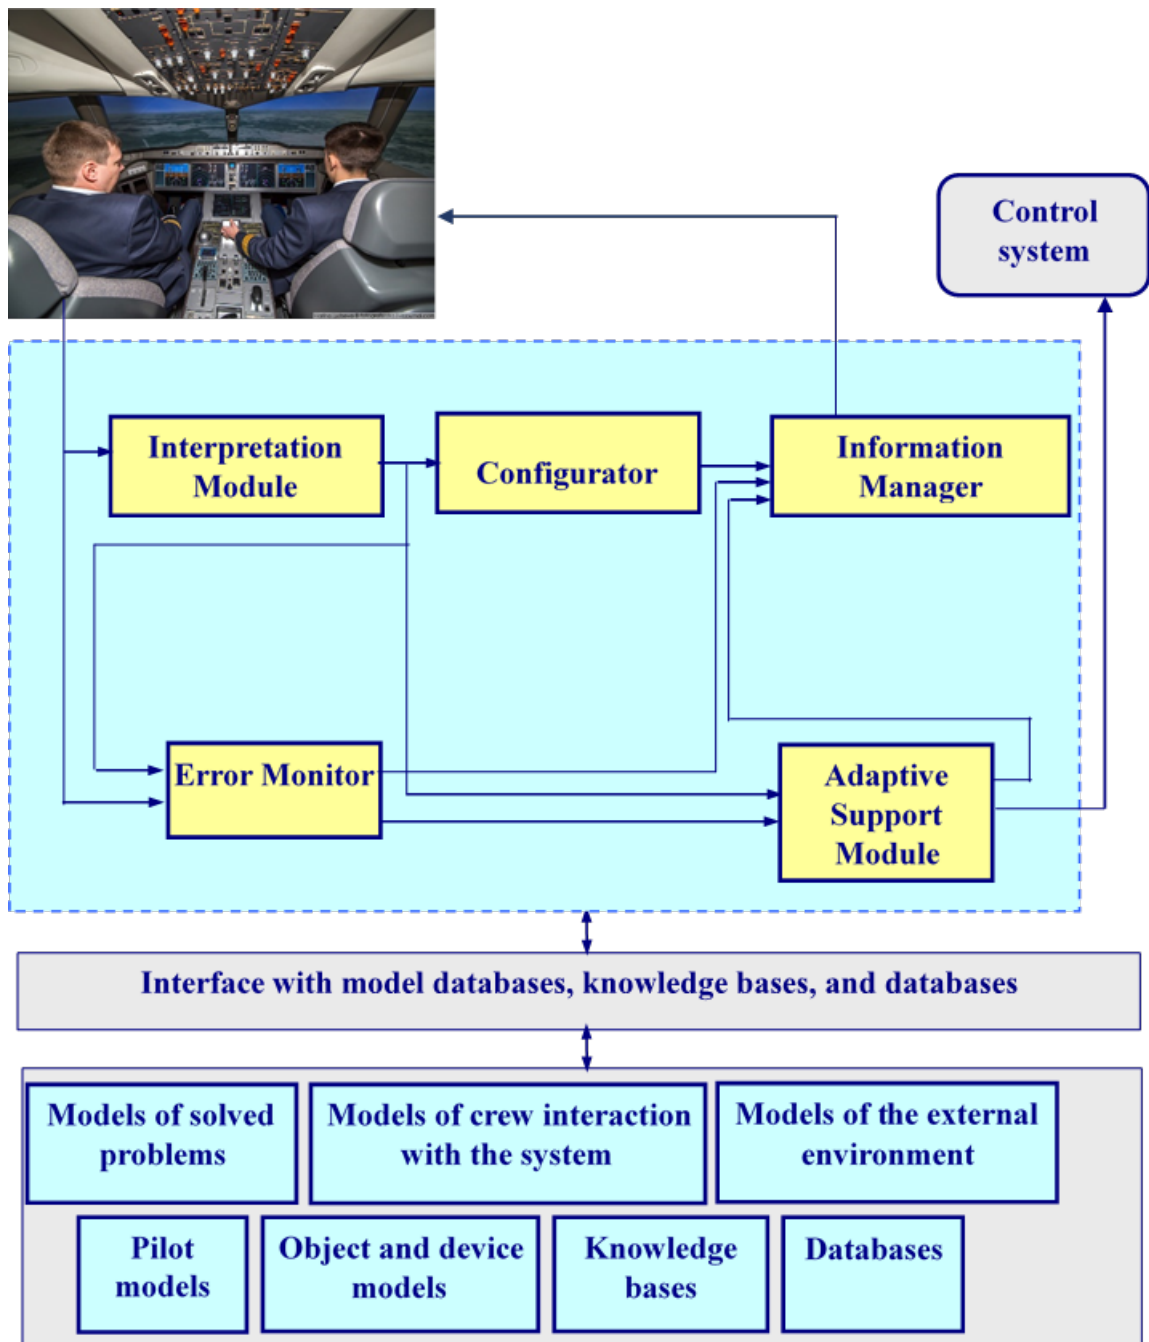 Control
system
Interpretation
Module
Configurator
Information
Manager
Error Monitor
Adaptive
Support
Module
Interface with model databases, knowledge bases, and databases
Models of solved
problems
Models of crew interaction
with the system
Models of the external
environment
Pilot
models
Object and device
models
Knowledge
bases
Databases